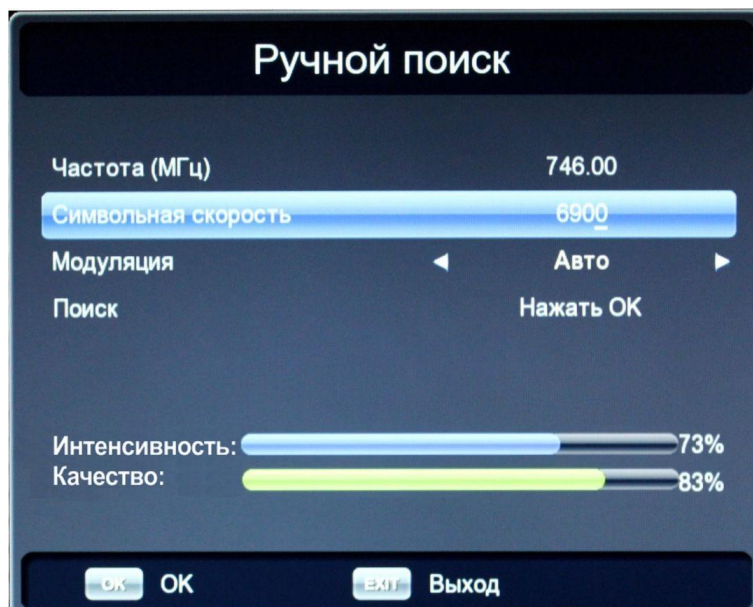 Ручной поиск
Частота (МГц) 746.00
Символьная скорость 6900
Модуляция Авто
Поиск Нажать OK
Интенсивность: 73%
Качество: 83%
OK OK EXIT Выход